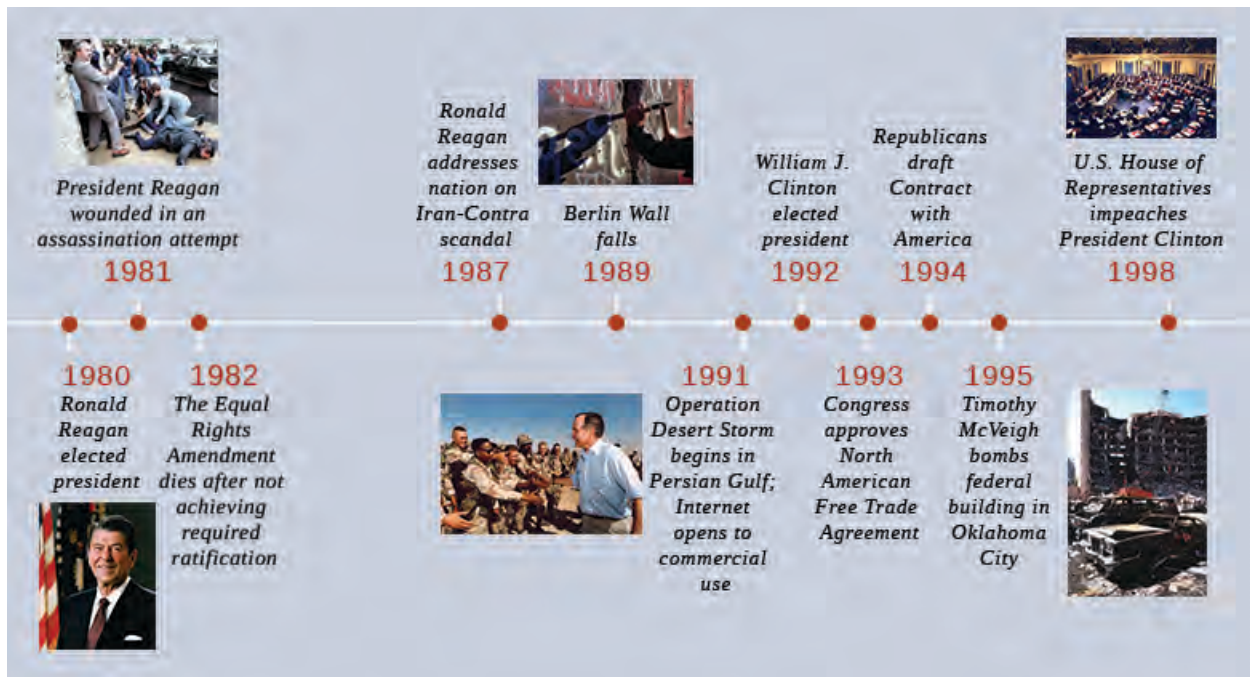 President Reagan
wounded in an
assassination attempt
1981
Ronald
Reagan
addresses
nation on
Iran-Contra
scandal
1987
Berlin Wall
falls
1989
William J.
Clinton
elected
president
1992
Republicans
draft
Contract
with
America
1994
U.S. House of
Representatives
impeaches
President Clinton
1998
1980
Ronald
Reagan
elected
president
1982
The Equal
Rights
Amendment
dies after not
achieving
required
ratification
1991
Operation
Desert Storm
begins in
Persian Gulf;
Internet
opens to
commercial
use
1993
Congress
approves
North
American
Free Trade
Agreement
1995
Timothy
McVeigh
bombs
federal
building in
Oklahoma
City